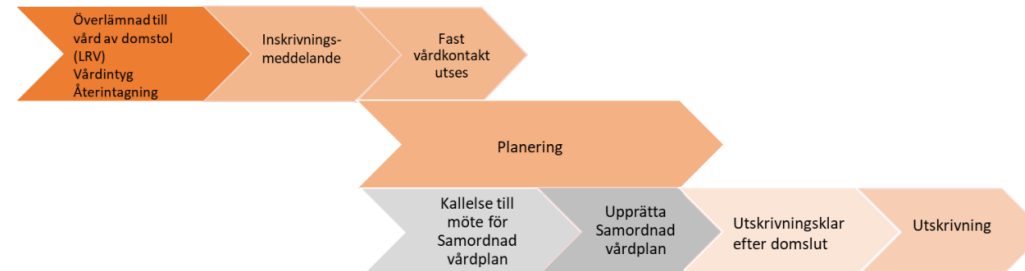 Överlämnad till
vård av domstol
(LRV)
Vårdintyg
Återintagning
Inskrivnings-
meddelande
Fast
vårdkontakt
utses
Planering
Kallelse till
möte för
Samordnad
vårdplan
Upprätta
Samordnad
vårdplan
Utskrivningsklar
efter domslut
Utskrivning